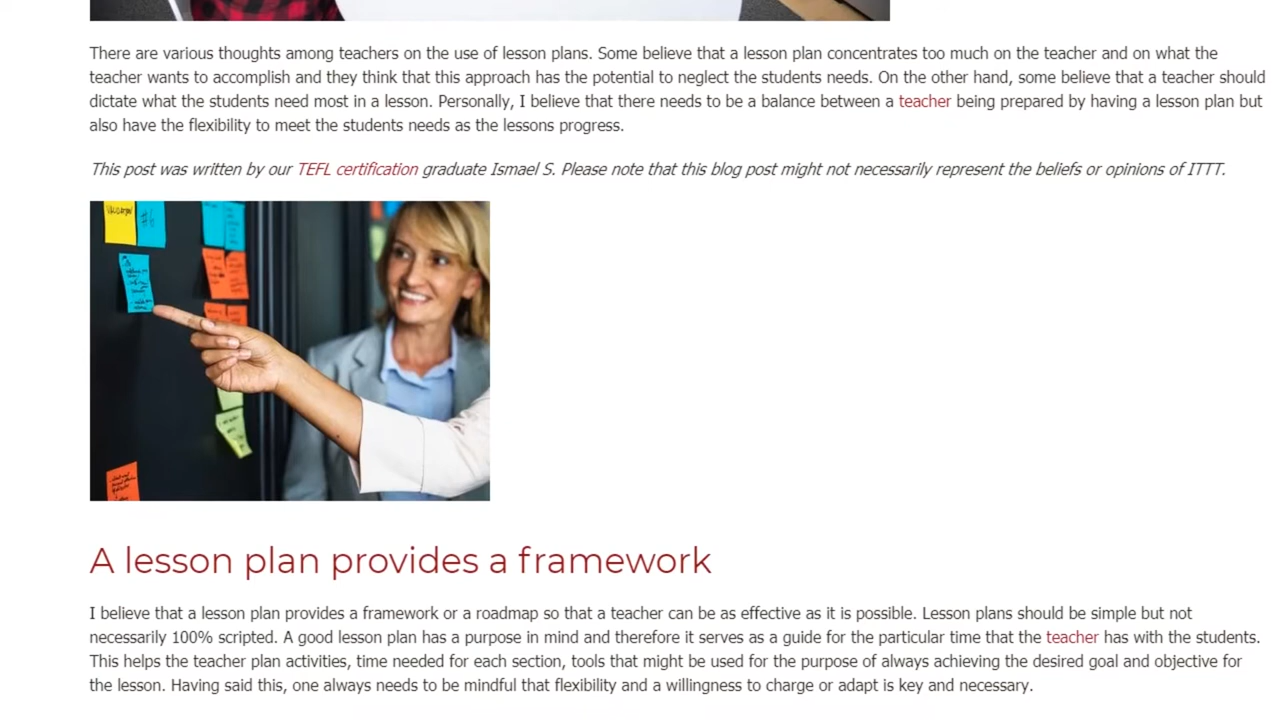 There are various thoughts among teachers on the use of lesson plans. Some believe that a lesson plan concentrates too much on the teacher and on what the
teacher wants to accomplish and they think that this approach has the potential to neglect the students needs. On the other hand, some believe that a teacher should
dictate what the students need most in a lesson. Personally, I believe that there needs to be a balance between a teacher being prepared by having a lesson plan but
also have the flexibility to meet the students needs as the lessons progress.
This post was written by our TEFL certification graduate Ismael S. Please note that this blog post might not necessarily represent the beliefs or opinions of ITTT.
#6
A lesson plan provides a framework
I believe that a lesson plan provides a framework or a roadmap so that a teacher can be as effective as it is possible. Lesson plans should be simple but not
necessarily 100% scripted. A good lesson plan has a purpose in mind and therefore it serves as a guide for the particular time that the teacher has with the students.
This helps the teacher plan activities, time needed for each section, tools that might be used for the purpose of always achieving the desired goal and objective for
the lesson. Having said this, one always needs to be mindful that flexibility and a willingness to charge or adapt is key and necessary.